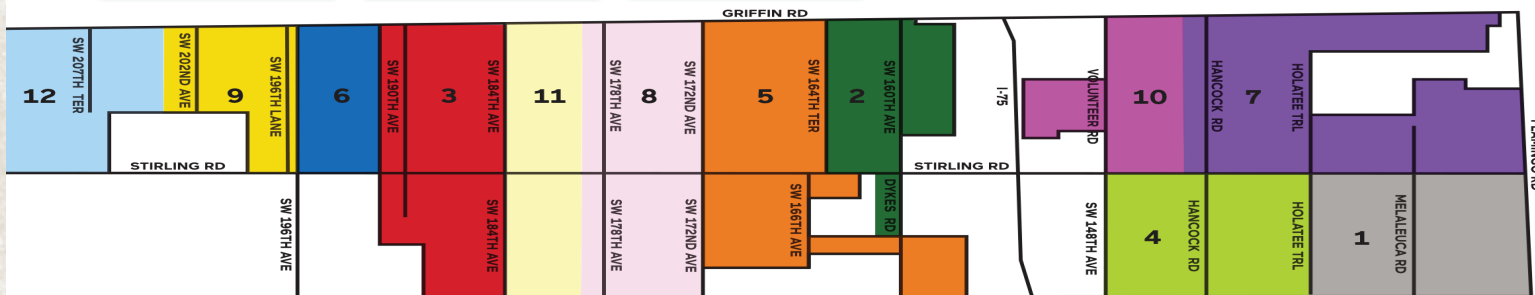 GRIFFIN RD
12
SW 207TH TER
SW 202ND AVE
9
SW 196TH LANE
6
SW 190TH AVE
3
SW 184TH AVE
11
SW 178TH AVE
8
SW 172ND AVE
5
SW 164TH TER
2
SW 160TH AVE
I-75
VOLUNTEER RD
10
HANCOCK RD
7
HOLATEE TRL
STIRLING RD
STIRLING RD
SW 196TH AVE
SW 184TH AVE
SW 178TH AVE
SW 172ND AVE
SW 166TH AVE
DYKES RD
SW 148TH AVE
4
HANCOCK RD
HOLATEE TRL
1
MELALEUCA RD